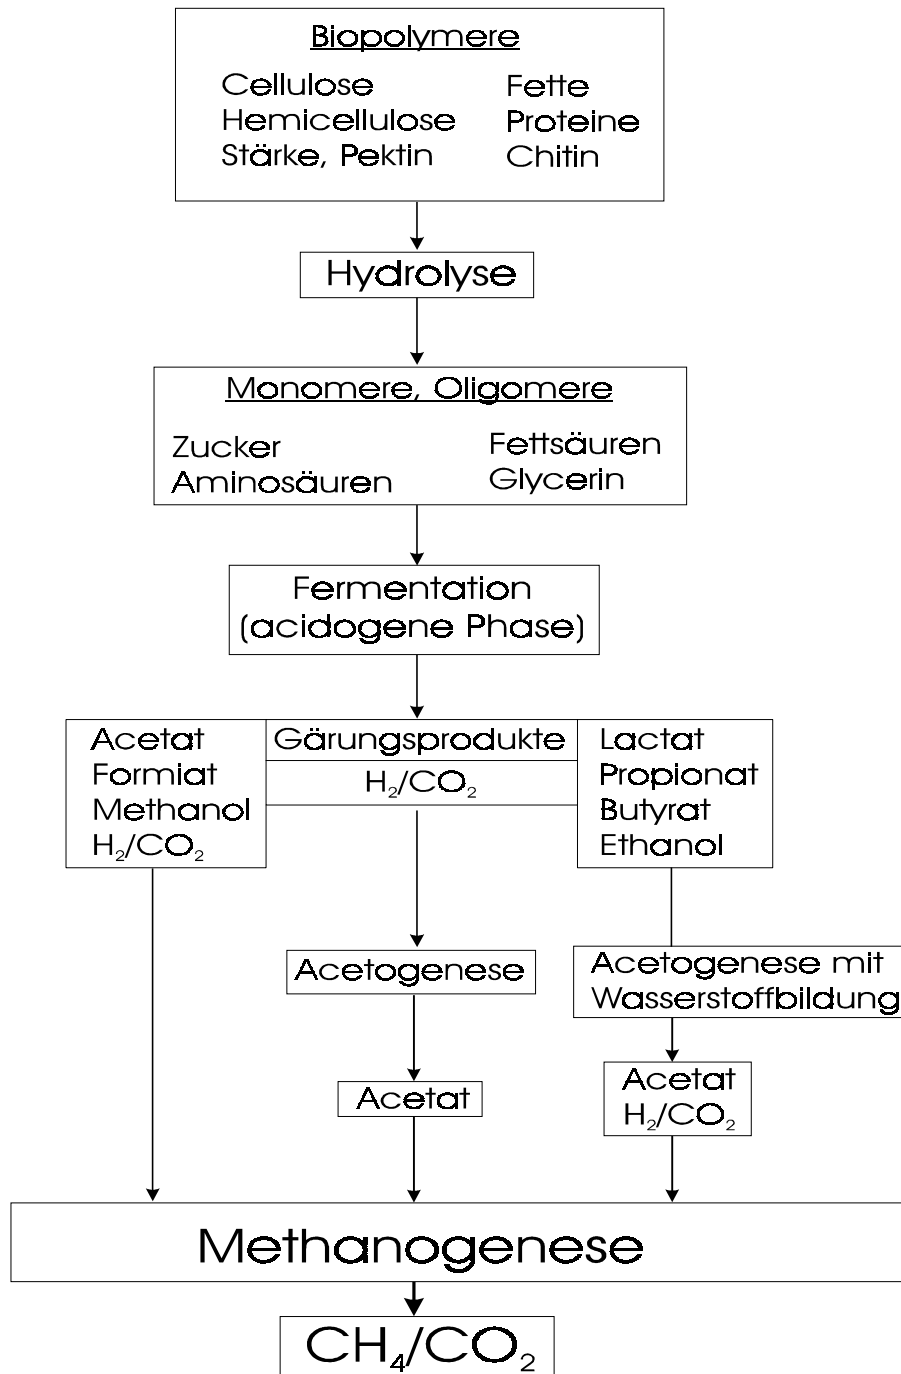 Biopolymere
Cellulose Fette
Hemicellulose Proteine
Stärke, Pektin Chitin
Hydrolyse
Monomere, Oligomere
Zucker Fettsäuren
Aminosäuren Glycerin
Fermentation
(acidogene Phase)
Acetat
Formiat
Methanol
H₂/CO₂
Gärungsprodukte
H₂/CO₂
Lactat
Propionat
Butyrat
Ethanol
Acetogenese
Acetogenese mit
Wasserstoffbildung
Acetat
Acetat
H₂/CO₂
Methanogenese
CH₄/CO₂